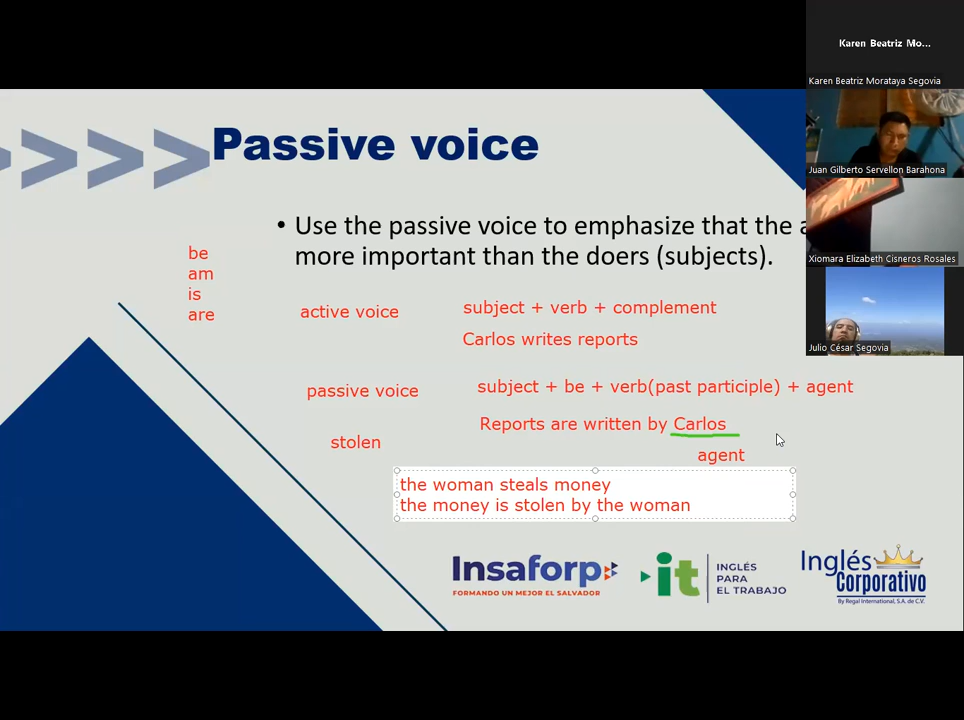 Karen Beatriz Mo...
Karen Beatriz Morataya Segovia
Juan Gilberto Servellon Barahona
Xiomara Elizabeth Cisneros Rosales
Julio César Segovia
Passive voice
• Use the passive voice to emphasize that the
more important than the doers (subjects).
be
am
is
are
active voice
subject + verb + complement
Carlos writes reports
passive voice
subject + be + verb(past participle) + agent
Reports are written by Carlos
agent
stolen
the woman steals money
the money is stolen by the woman
Insaforp
FORMANDO UN MEJOR EL SALVADOR
it
INGLÉS
PARA
EL TRABAJO
Inglés
Corporativo
By Regal International, S.A. de C.V.